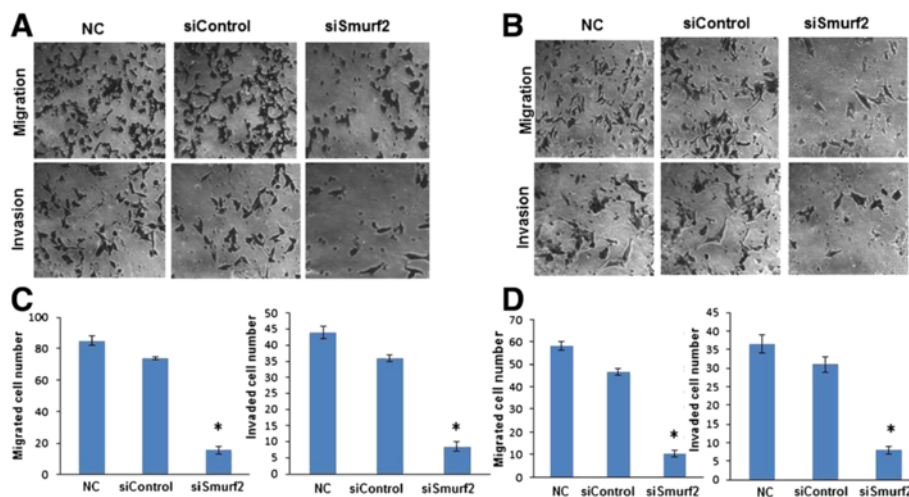 A
NC siControl siSmurf2
Migration
Invasion
B
NC siControl siSmurf2
Migration
Invasion
C
Migrated cell number
100
80
60
40
20
0
*
NC siControl siSmurf2
Invaded cell number
50
45
40
35
30
25
20
15
10
5
0
*
NC siControl siSmurf2
D
Migrated cell number
70
60
50
40
30
20
10
0
*
NC siControl siSmurf2
Invaded cell number
45
40
35
30
25
20
15
10
5
0
*
NC siControl siSmurf2